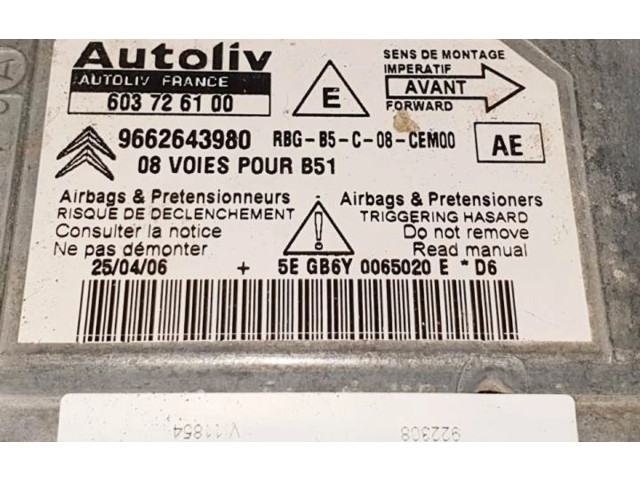 Autoliv
AUTOLIV FRANCE
603 72 61 00
E
SENS DE MONTAGE
IMPERATIF
AVANT
FORWARD
9662643980 RBG-B5-C-08-CEM00 AE
08 VOIES POUR B51
Airbags & Pretensionneurs
RISQUE DE DECLENCHEMENT
Consulter la notice
Ne pas démonter
Airbags & Pretensioners
TRIGGERING HASARD
Do not remove
Read manual
25/04/06 + 5E GB6Y 0065020 E * D6
922308